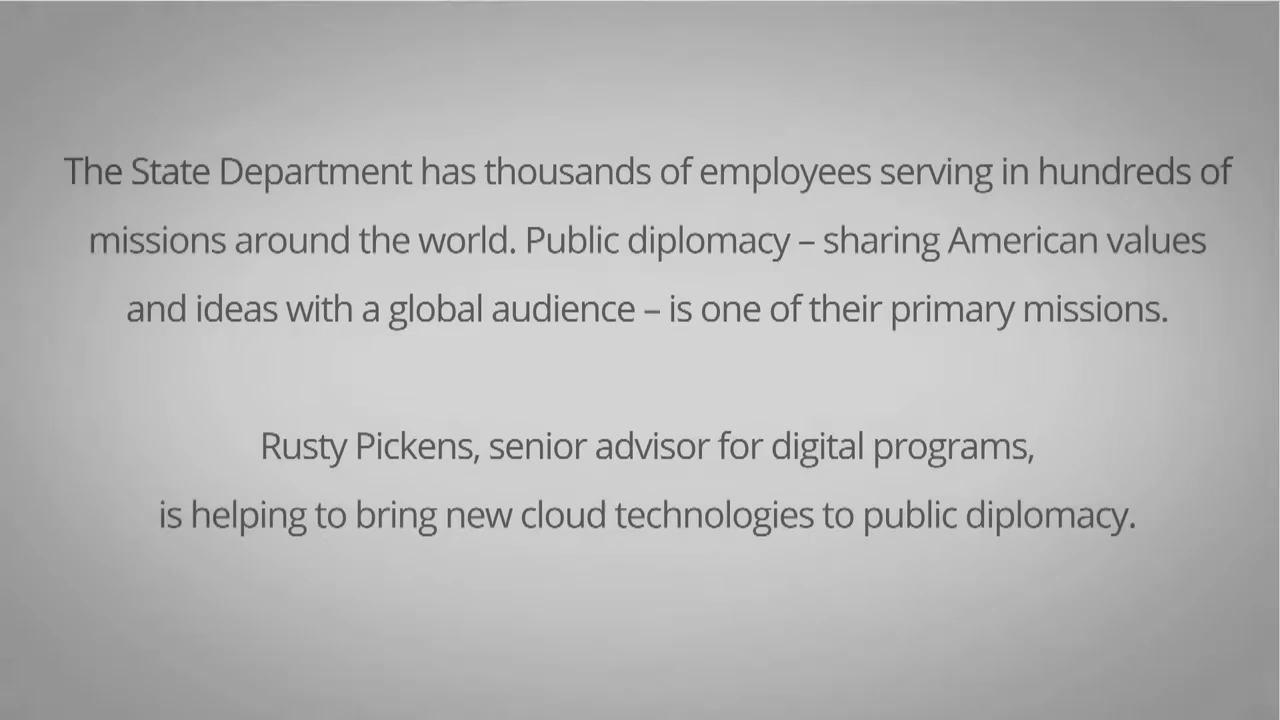 The State Department has thousands of employees serving in hundreds of
missions around the world. Public diplomacy – sharing American values
and ideas with a global audience – is one of their primary missions.
Rusty Pickens, senior advisor for digital programs,
is helping to bring new cloud technologies to public diplomacy.